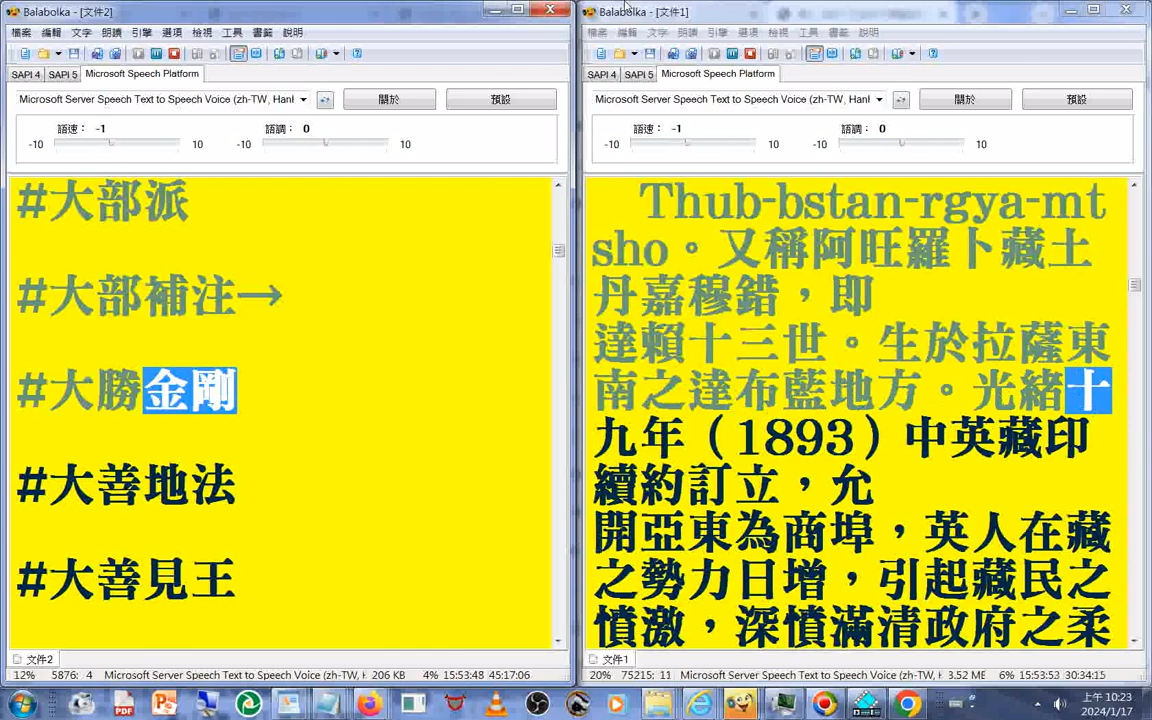 Balabolka - [文件2]
檔案 編輯 文字 朗讀 引擎 選項 檢視 工具 書籤 說明
SAPI 4 SAPI 5 Microsoft Speech Platform
Microsoft Server Speech Text to Speech Voice (zh-TW, Hanl
關於 預設
語速： -1 語調： 0
-10 10 -10 10
#大部派
#大部補注→
#大勝金剛
#大善地法
#大善見王
文件2
12% 5876: 4 Microsoft Server Speech Text to Speech Voice (zh-TW, H 206 KB 4% 15:53:48 45:17:06
Balabolka - [文件1]
檔案 編輯 文字 朗讀 引擎 選項 檢視 工具 書籤 說明
SAPI 4 SAPI 5 Microsoft Speech Platform
Microsoft Server Speech Text to Speech Voice (zh-TW, Hanl
關於 預設
語速： -1 語調： 0
-10 10 -10 10
Thub-bstan-rgya-mt
sho。又稱阿旺羅卜藏土
丹嘉穆錯，即
達賴十三世。生於拉薩東
南之達布藍地方。光緒十
九年（1893）中英藏印
續約訂立，允
開亞東為商埠，英人在藏
之勢力日增，引起藏民之
憤激，深憤滿清政府之柔
文件1
20% 75215: 11 Microsoft Server Speech Text to Speech Voice (zh-TW, H 3.52 MB 6% 15:53:53 30:34:15
上午 10:23
2024/1/17